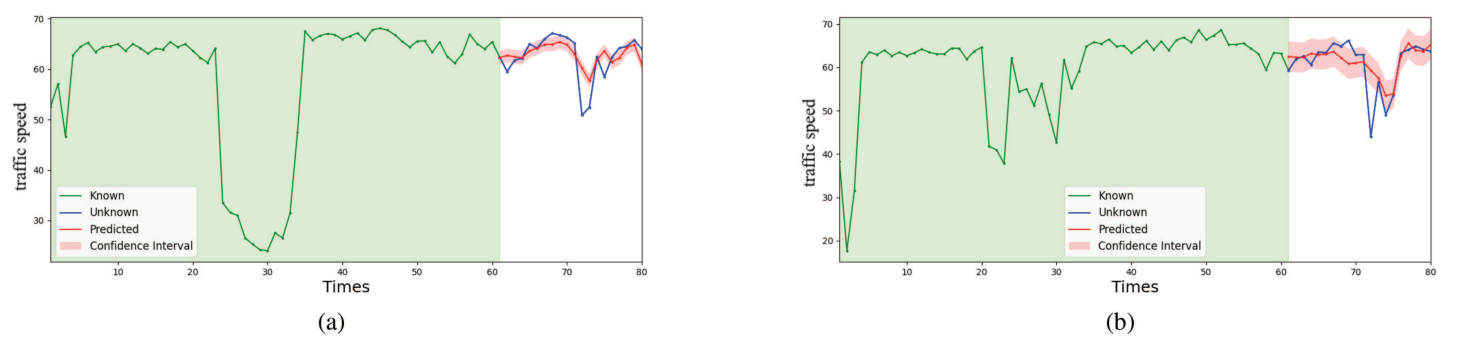 70
60
50
40
30
traffic speed
Known
Unknown
Predicted
Confidence Interval
10 20 30 40 50 60 70 80
Times
(a)
70
60
50
40
30
20
traffic speed
Known
Unknown
Predicted
Confidence Interval
10 20 30 40 50 60 70 80
Times
(b)